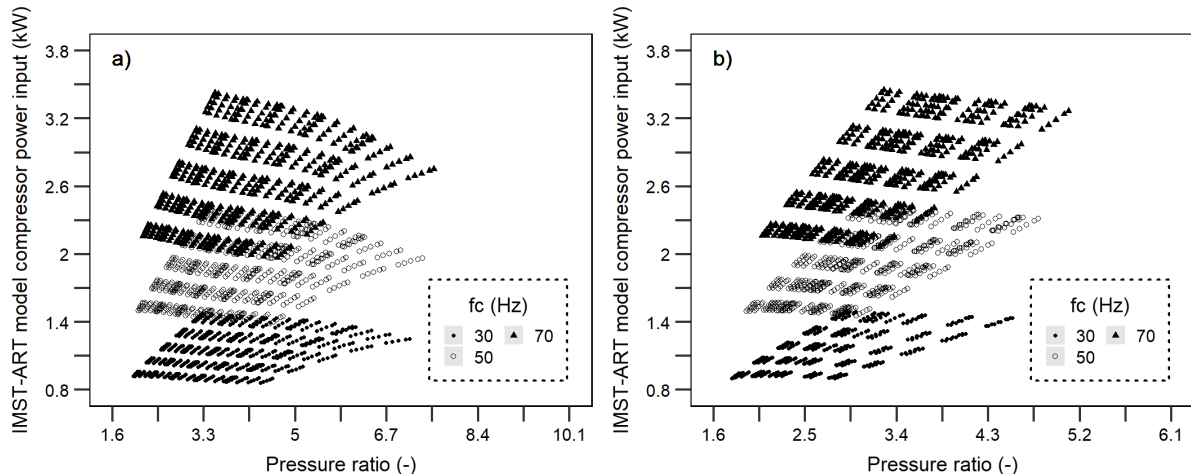 IMST-ART model compressor power input (kW)
a)
3.8
3.2
2.6
2
1.4
0.8
fc (Hz)
30 70
50
1.6 3.3 5 6.7 8.4 10.1
Pressure ratio (-)
IMST-ART model compressor power input (kW)
b)
3.8
3.2
2.6
2
1.4
0.8
fc (Hz)
30 70
50
1.6 2.5 3.4 4.3 5.2 6.1
Pressure ratio (-)